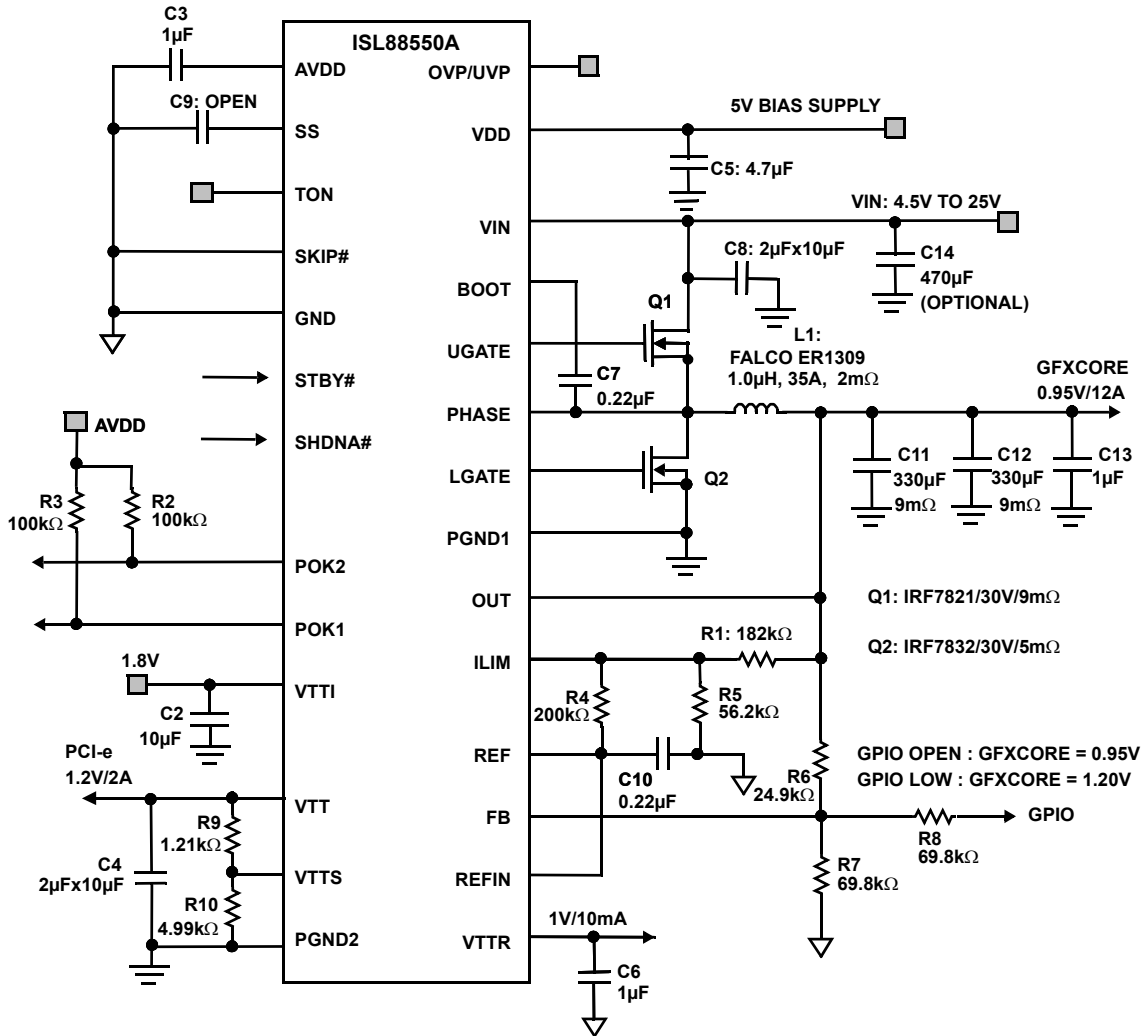 C3
1µF
ISL88550A
AVDD
OVP/UVP
C9: OPEN
5V BIAS SUPPLY
SS
VDD
C5: 4.7µF
TON
VIN: 4.5V TO 25V
VIN
SKIP#
C8: 2µFx10µF
C14
470µF
(OPTIONAL)
BOOT
Q1
GND
L1:
FALCO ER1309
1.0µH, 35A, 2mΩ
UGATE
GFXCORE
0.95V/12A
STBY#
C7
0.22µF
PHASE
AVDD
SHDNA#
C11
330µF
9mΩ
C12
330µF
9mΩ
C13
1µF
LGATE
Q2
R3
100kΩ
R2
100kΩ
PGND1
POK2
OUT
Q1: IRF7821/30V/9mΩ
POK1
R1: 182kΩ
Q2: IRF7832/30V/5mΩ
ILIM
1.8V
VTTI
R4
200kΩ
R5
56.2kΩ
C2
10µF
REF
PCI-e
1.2V/2A
C10
0.22µF
R6
24.9kΩ
GPIO OPEN : GFXCORE = 0.95V
GPIO LOW : GFXCORE = 1.20V
VTT
FB
GPIO
R9
1.21kΩ
R8
69.8kΩ
C4
2µFx10µF
VTTS
REFIN
R7
69.8kΩ
R10
4.99kΩ
1V/10mA
PGND2
VTTR
C6
1µF